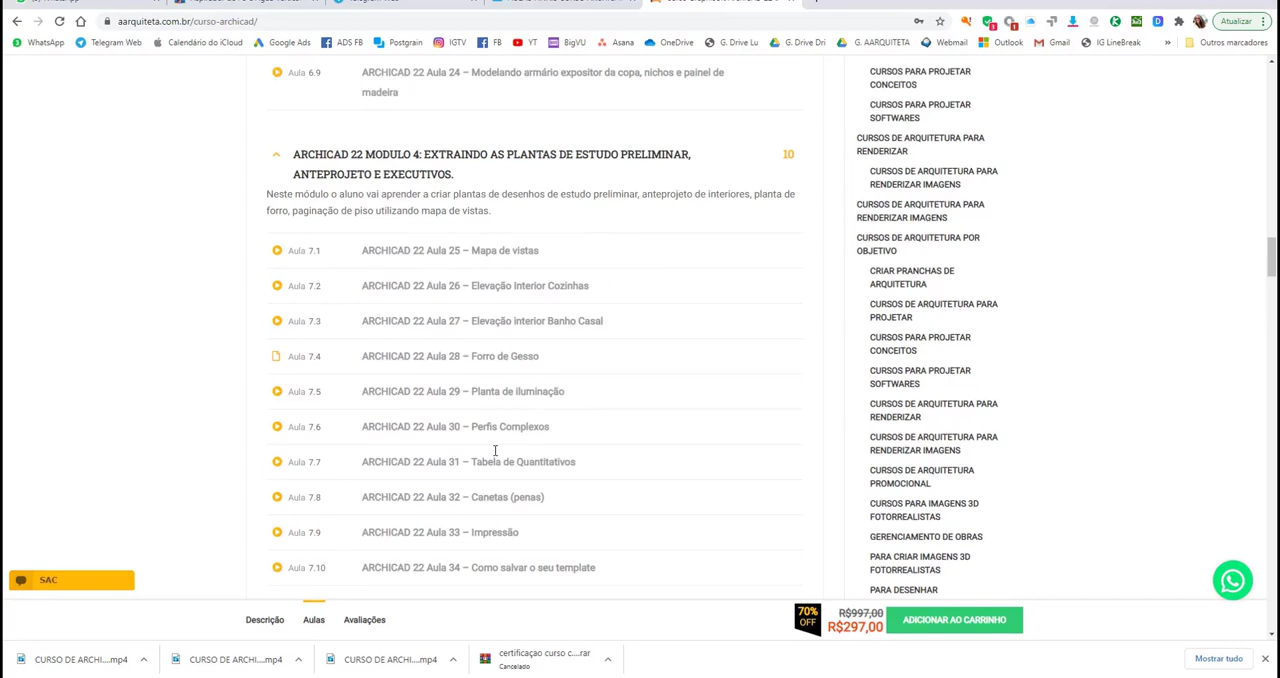 aarquiteta.com.br/curso-archicad/
Atualizar
WhatsApp Telegram Web Calendário do iCloud Google Ads ADS FB Postgrain IGTV FB YT BigVU Asana OneDrive G. Drive Lu G. Drive Dri G. AARQUITETA Webmail Outlook Gmail IG LineBreak » Outros marcadores
Aula 6.9 ARCHICAD 22 Aula 24 – Modelando armário expositor da copa, nichos e painel de
madeira
ARCHICAD 22 MODULO 4: EXTRAINDO AS PLANTAS DE ESTUDO PRELIMINAR, 10
ANTEPROJETO E EXECUTIVOS.
Neste módulo o aluno vai aprender a criar plantas de desenhos de estudo preliminar, anteprojeto de interiores, planta de
forro, paginação de piso utilizando mapa de vistas.
Aula 7.1 ARCHICAD 22 Aula 25 – Mapa de vistas
Aula 7.2 ARCHICAD 22 Aula 26 – Elevação Interior Cozinhas
Aula 7.3 ARCHICAD 22 Aula 27 – Elevação interior Banho Casal
Aula 7.4 ARCHICAD 22 Aula 28 – Forro de Gesso
Aula 7.5 ARCHICAD 22 Aula 29 – Planta de iluminação
Aula 7.6 ARCHICAD 22 Aula 30 – Perfis Complexos
Aula 7.7 ARCHICAD 22 Aula 31 – Tabela de Quantitativos
Aula 7.8 ARCHICAD 22 Aula 32 – Canetas (penas)
Aula 7.9 ARCHICAD 22 Aula 33 – Impressão
Aula 7.10 ARCHICAD 22 Aula 34 – Como salvar o seu template
CURSOS PARA PROJETAR
CONCEITOS
CURSOS PARA PROJETAR
SOFTWARES
CURSOS DE ARQUITETURA PARA
RENDERIZAR
CURSOS DE ARQUITETURA PARA
RENDERIZAR IMAGENS
CURSOS DE ARQUITETURA PARA
RENDERIZAR IMAGENS
CURSOS DE ARQUITETURA POR
OBJETIVO
CRIAR PRANCHAS DE
ARQUITETURA
CURSOS DE ARQUITETURA PARA
PROJETAR
CURSOS PARA PROJETAR
CONCEITOS
CURSOS PARA PROJETAR
SOFTWARES
CURSOS DE ARQUITETURA PARA
RENDERIZAR
CURSOS DE ARQUITETURA PARA
RENDERIZAR IMAGENS
CURSOS DE ARQUITETURA
PROMOCIONAL
CURSOS PARA IMAGENS 3D
FOTORREALISTAS
GERENCIAMENTO DE OBRAS
PARA CRIAR IMAGENS 3D
FOTORREALISTAS
PARA DESENHAR
SAC
Descrição Aulas Avaliações
70%
OFF
R$997,00
R$297,00
ADICIONAR AO CARRINHO
CURSO DE ARCHI....mp4 CURSO DE ARCHI....mp4 CURSO DE ARCHI....mp4 certificaçao curso c....rar
Cancelado
Mostrar tudo